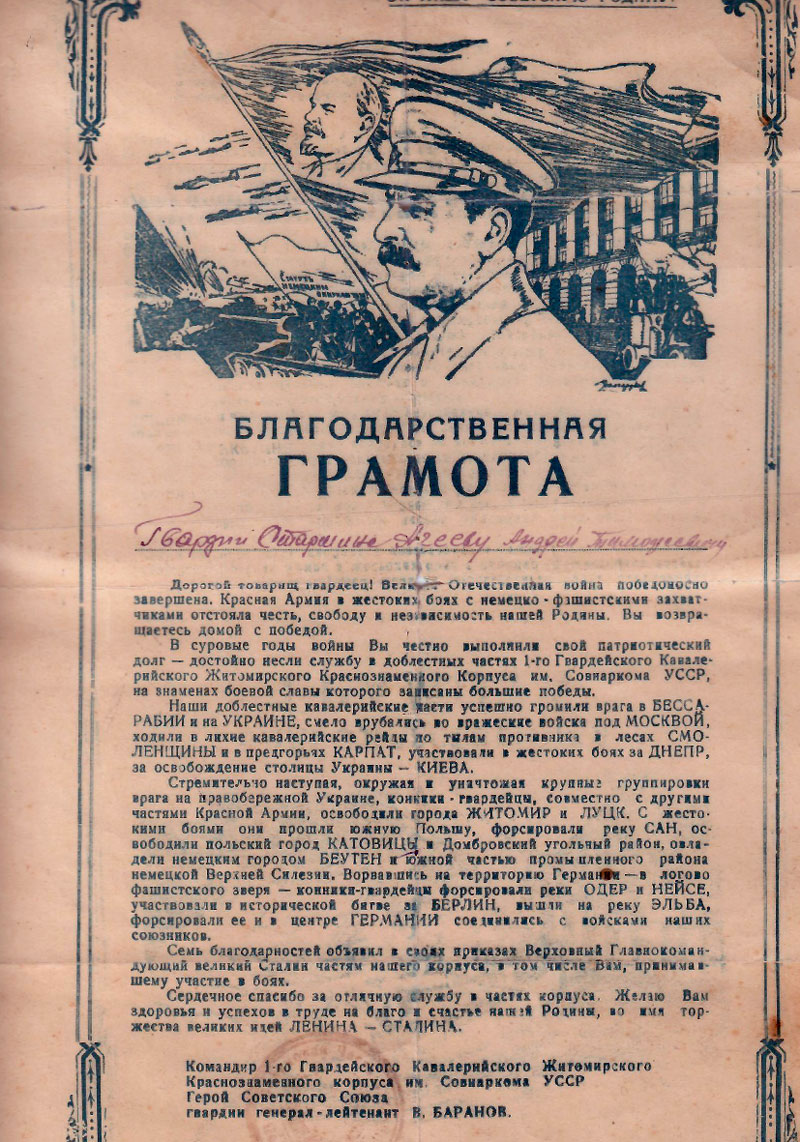 СОВЕТСКУЮ РОДИНУ!
Смерть
немецким
БЛАГОДАРСТВЕННАЯ
ГРАМОТА
Гвардии Старшине Агееву Андрей Тимофеевичу
Дорогой товарищ гвардеец! Великая Отечественная война победоносно
завершена. Красная Армия в жестоких боях с немецко-фашистскими захват-
чиками отстояла честь, свободу и независимость нашей Родины. Вы возвра-
щаетесь домой с победой.
В суровые годы войны Вы честно выполнили свой патриотический
долг — достойно несли службу в доблестных частях 1-го Гвардейского Кавале-
рийского Житомирского Краснознаменного Корпуса им. Совнаркома УССР,
на знаменах боевой славы которого записаны большие победы.
Наши доблестные кавалерийские части успешно громили врага в БЕССА-
РАБИИ и на УКРАИНЕ, смело врубались во вражеские войска под МОСКВОЙ,
ходили в лихие кавалерийские рейды по тылам противника в лесах СМО-
ЛЕНЩИНЫ и в предгорьях КАРПАТ, участвовали в жестоких боях за ДНЕПР,
за освобождение столицы Украины — КИЕВА.
Стремительно наступая, окружая и уничтожая крупные группировки
врага на правобережной Украине, конники-гвардейцы, совместно с другими
частями Красной Армии, освободили города ЖИТОМИР и ЛУЦК. С жесто-
кими боями они прошли южную Польшу, форсировали реку САН, ос-
вободили польский город КАТОВИЦЫ и Домбровский угольный район, овла-
дели немецким городом БЕУТЕН и южной частью промышленного района
немецкой Верхней Силезии. Ворвавшись на территорию Германии — в логово
фашистского зверя — конники-гвардейцы форсировали реки ОДЕР и НЕЙСЕ,
участвовали в исторической битве за БЕРЛИН, вышли на реку ЭЛЬБА,
форсировали ее и в центре ГЕРМАНИИ соединились с войсками наших
союзников.
Семь благодарностей объявил в своих приказах Верховный Главнокоман-
дующий великий Сталин частям нашего корпуса, в том числе Вам, принимав-
шему участие в боях.
Сердечное спасибо за отличную службу в частях корпуса. Желаю Вам
здоровья и успехов в труде на благо и счастье нашей Родины, во имя тор-
жества великих идей ЛЕНИНА — СТАЛИНА.
Командир 1-го Гвардейского Кавалерийского Житомирского
Краснознаменного корпуса им. Совнаркома УССР
Герой Советского Союза
гвардии генерал-лейтенант В. БАРАНОВ.